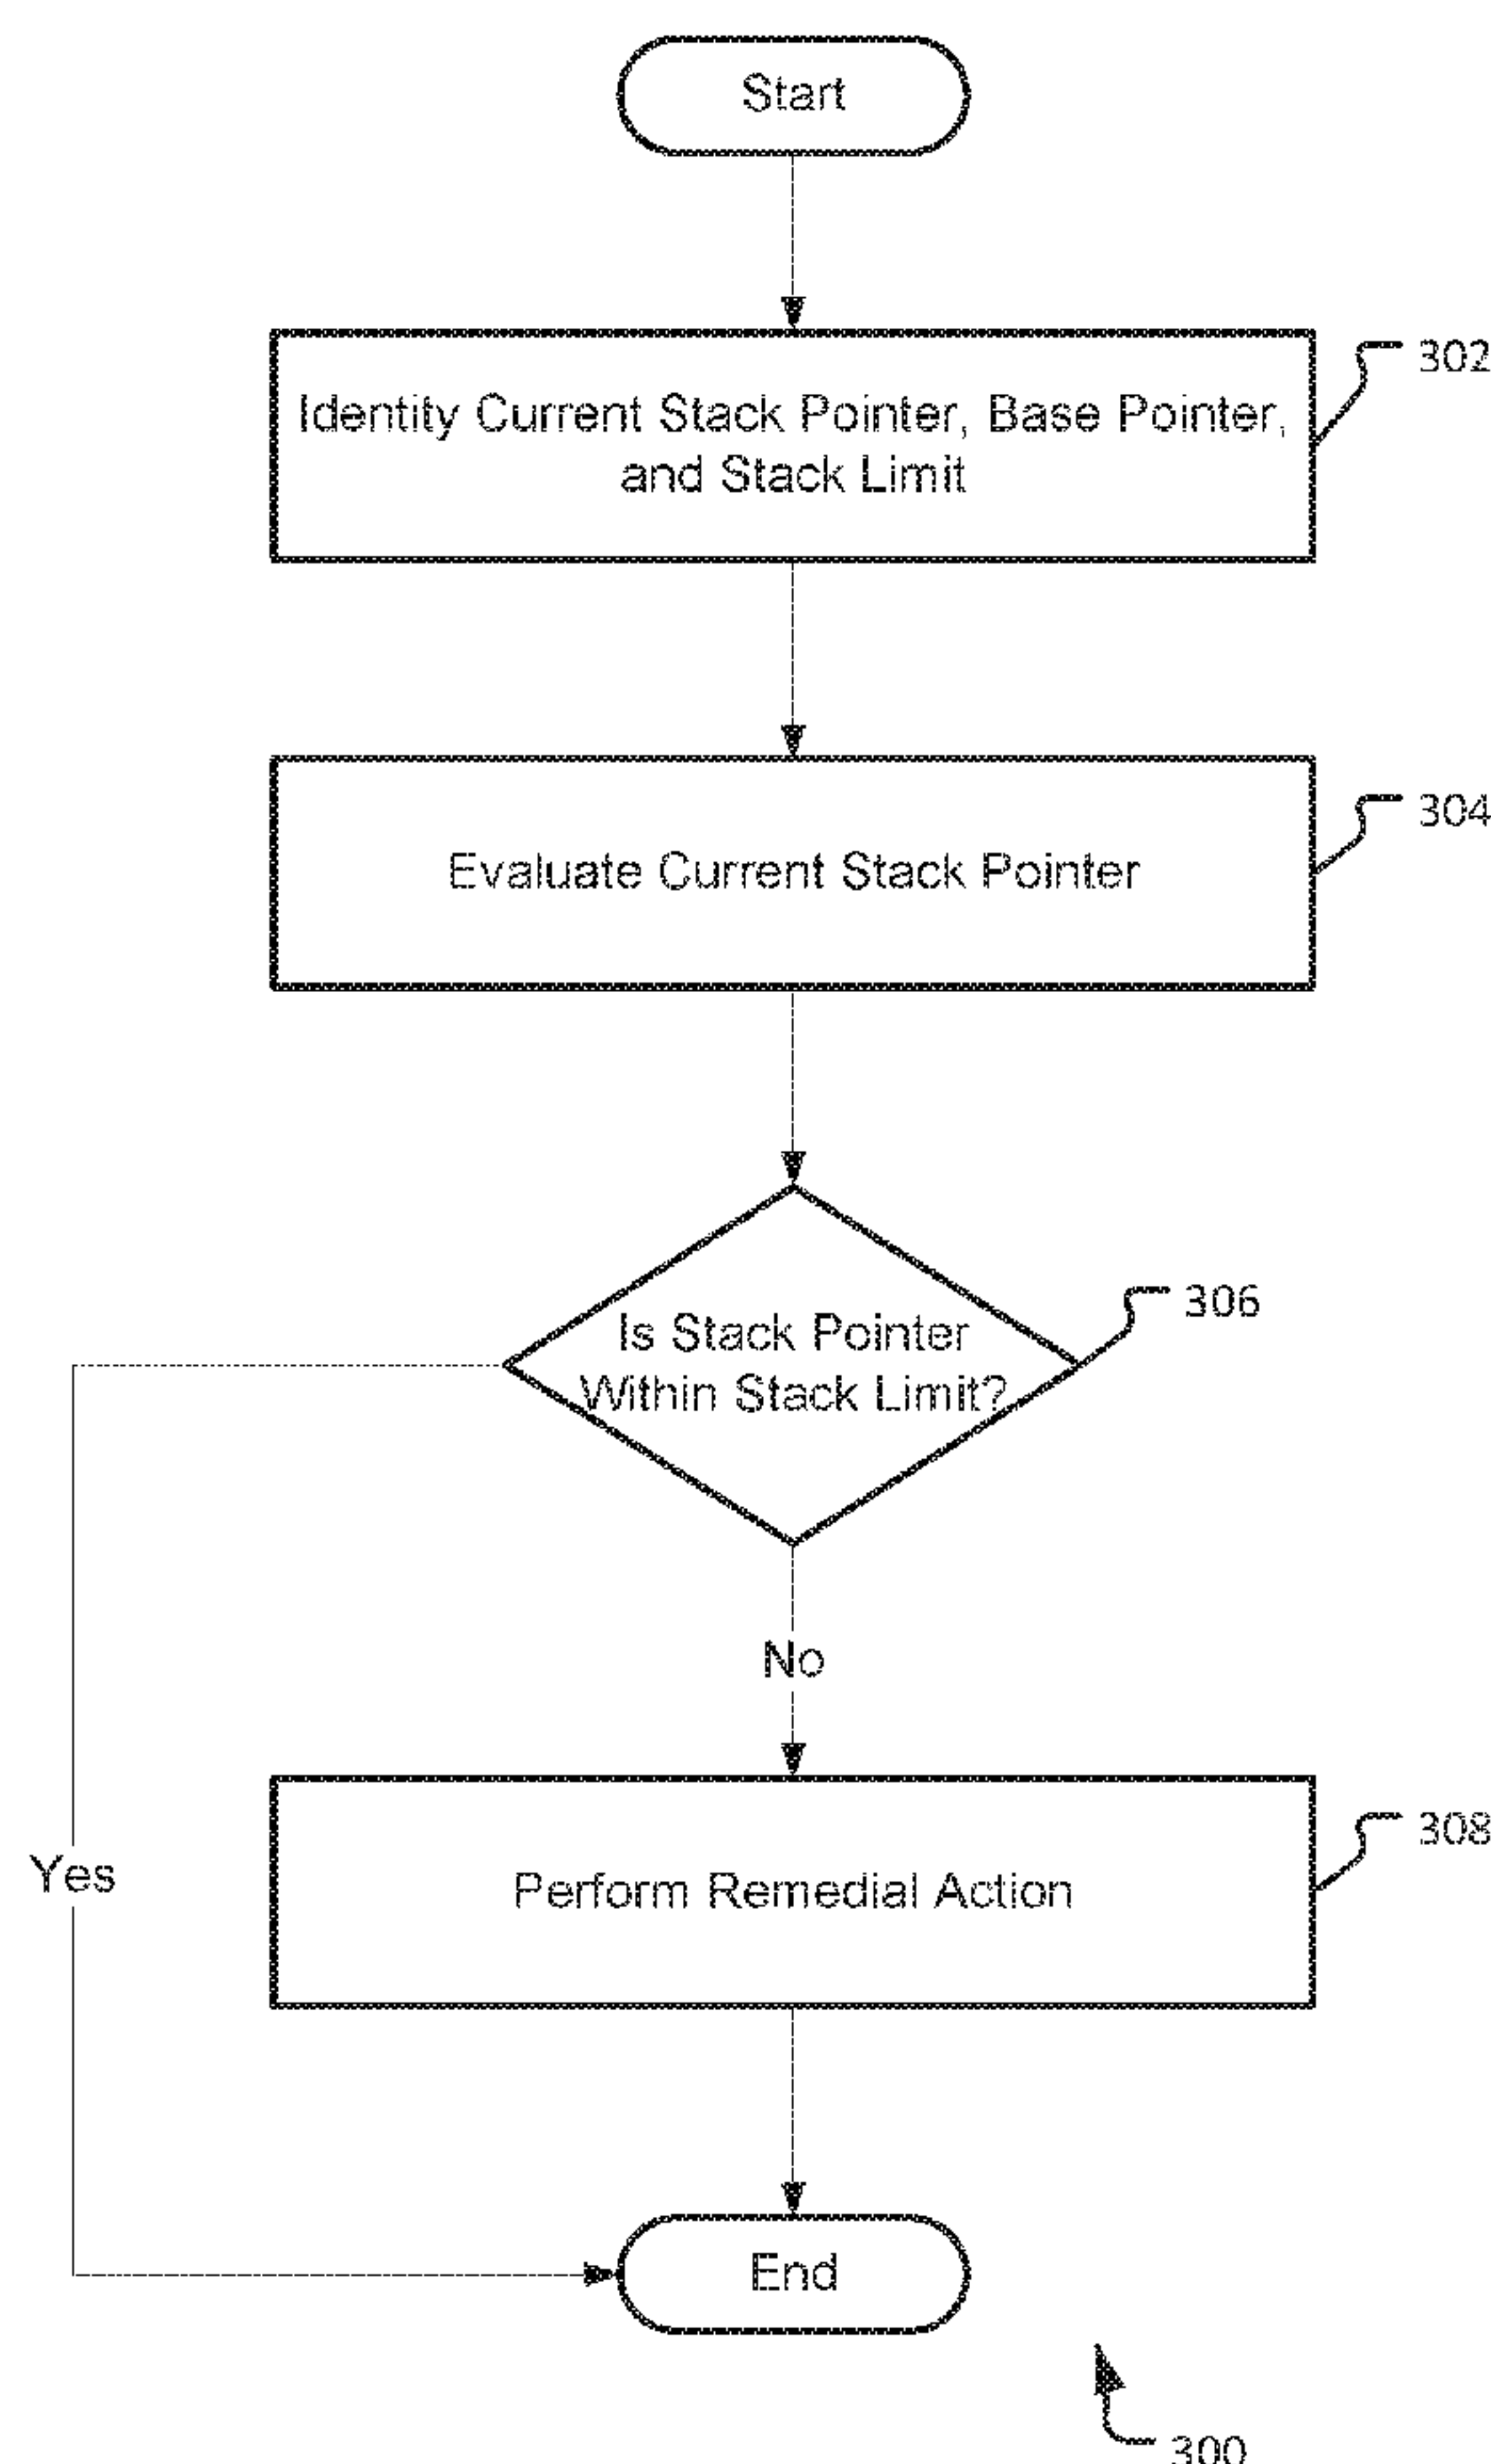 Start
Identity Current Stack Pointer, Base Pointer,
and Stack Limit
302
Evaluate Current Stack Pointer
304
Is Stack Pointer
Within Stack Limit?
306
No
Yes
Perform Remedial Action
308
End
300